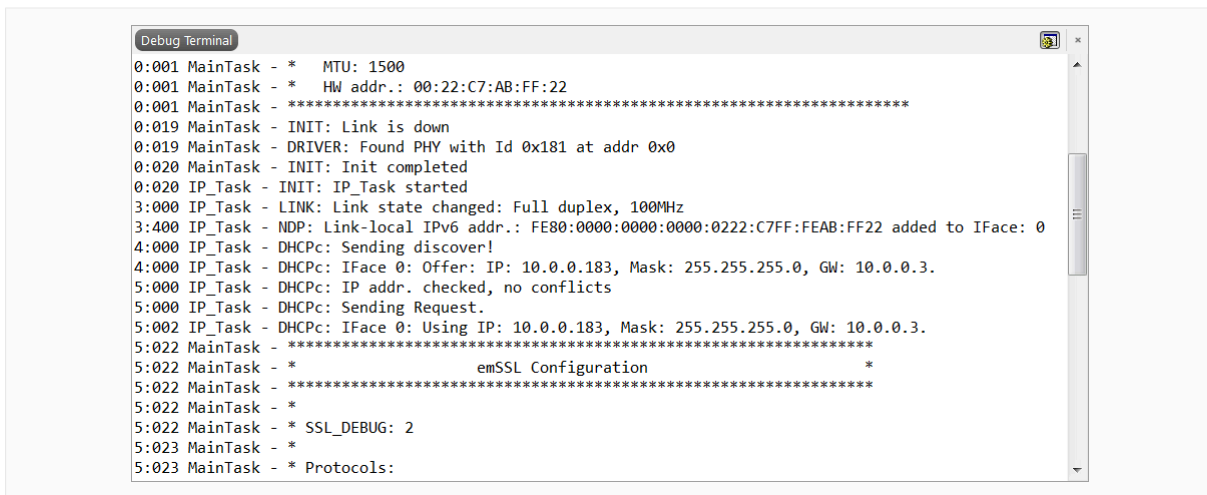 Debug Terminal
0:001 MainTask - *   MTU: 1500
0:001 MainTask - *   HW addr.: 00:22:C7:AB:FF:22
0:001 MainTask - *********************************************************************
0:019 MainTask - INIT: Link is down
0:019 MainTask - DRIVER: Found PHY with Id 0x181 at addr 0x0
0:020 MainTask - INIT: Init completed
0:020 IP_Task - INIT: IP_Task started
3:000 IP_Task - LINK: Link state changed: Full duplex, 100MHz
3:400 IP_Task - NDP: Link-local IPv6 addr.: FE80:0000:0000:0000:0222:C7FF:FEAB:FF22 added to IFace: 0
4:000 IP_Task - DHCPc: Sending discover!
4:000 IP_Task - DHCPc: IFace 0: Offer: IP: 10.0.0.183, Mask: 255.255.255.0, GW: 10.0.0.3.
5:000 IP_Task - DHCPc: IP addr. checked, no conflicts
5:000 IP_Task - DHCPc: Sending Request.
5:002 IP_Task - DHCPc: IFace 0: Using IP: 10.0.0.183, Mask: 255.255.255.0, GW: 10.0.0.3.
5:022 MainTask - *****************************************************************
5:022 MainTask - *                    emSSL Configuration                        *
5:022 MainTask - *****************************************************************
5:022 MainTask - *
5:022 MainTask - * SSL_DEBUG: 2
5:023 MainTask - *
5:023 MainTask - * Protocols: